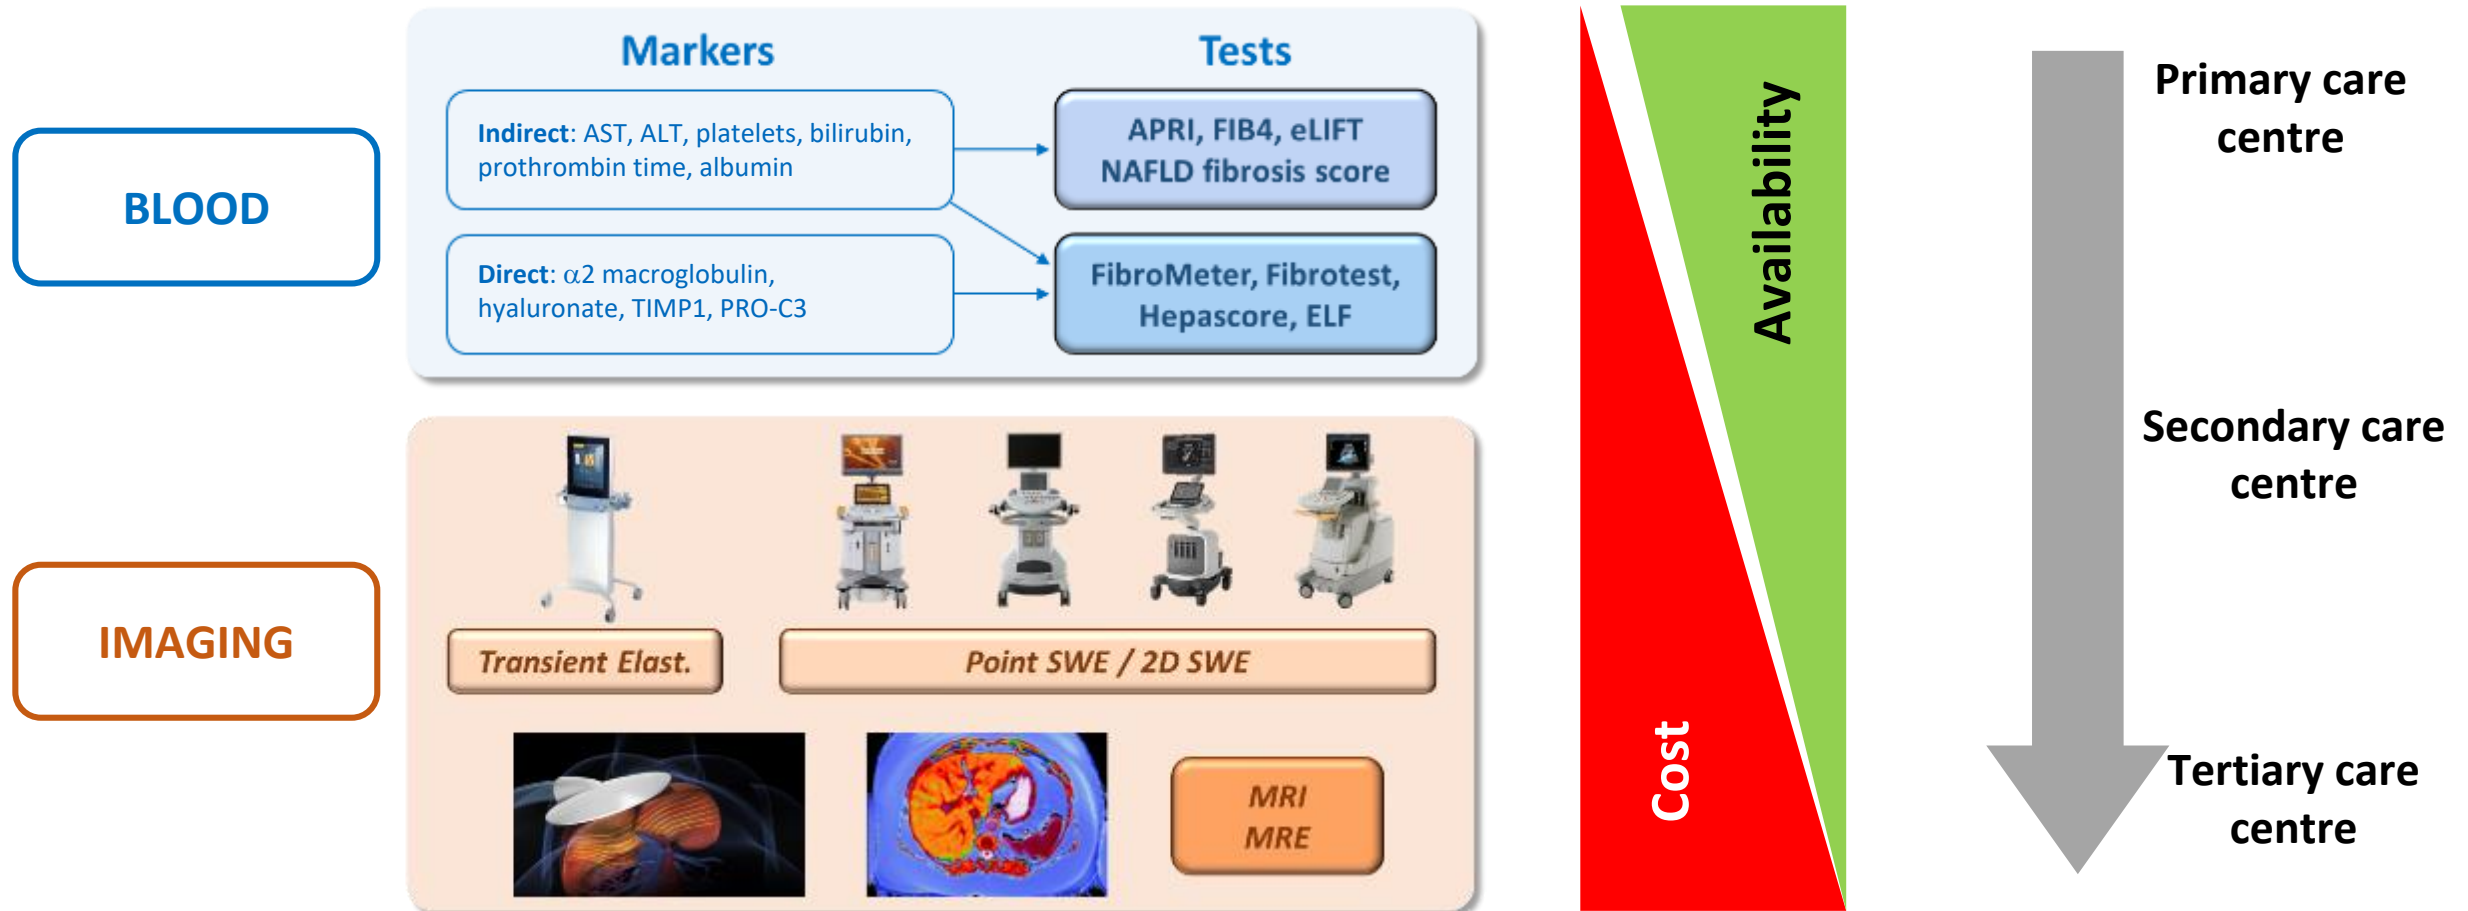 Markers
Tests
BLOOD
Indirect: AST, ALT, platelets, bilirubin,
prothrombin time, albumin
APRI, FIB4, eLIFT
NAFLD fibrosis score
Direct: α2 macroglobulin,
hyaluronate, TIMP1, PRO-C3
FibroMeter, Fibrotest,
Hepascore, ELF
IMAGING
Transient Elast.
Point SWE / 2D SWE
MRI
MRE
Availability
Cost
Primary care
centre
Secondary care
centre
Tertiary care
centre